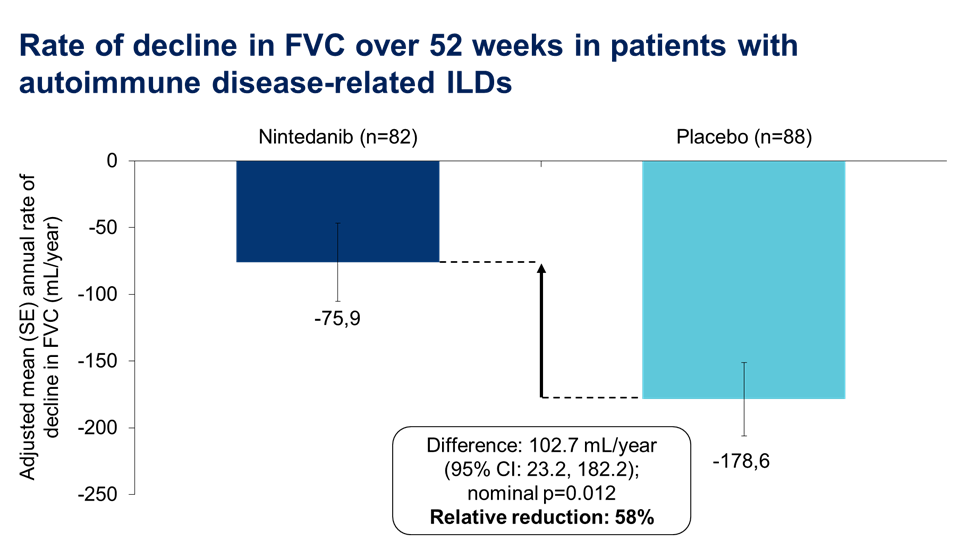 Rate of decline in FVC over 52 weeks in patients with
autoimmune disease-related ILDs
Nintedanib (n=82)
Placebo (n=88)
Adjusted mean (SE) annual rate of
decline in FVC (mL/year)
0
-50
-100
-150
-200
-250
-75,9
-178,6
Difference: 102.7 mL/year
(95% CI: 23.2, 182.2);
nominal p=0.012
Relative reduction: 58%